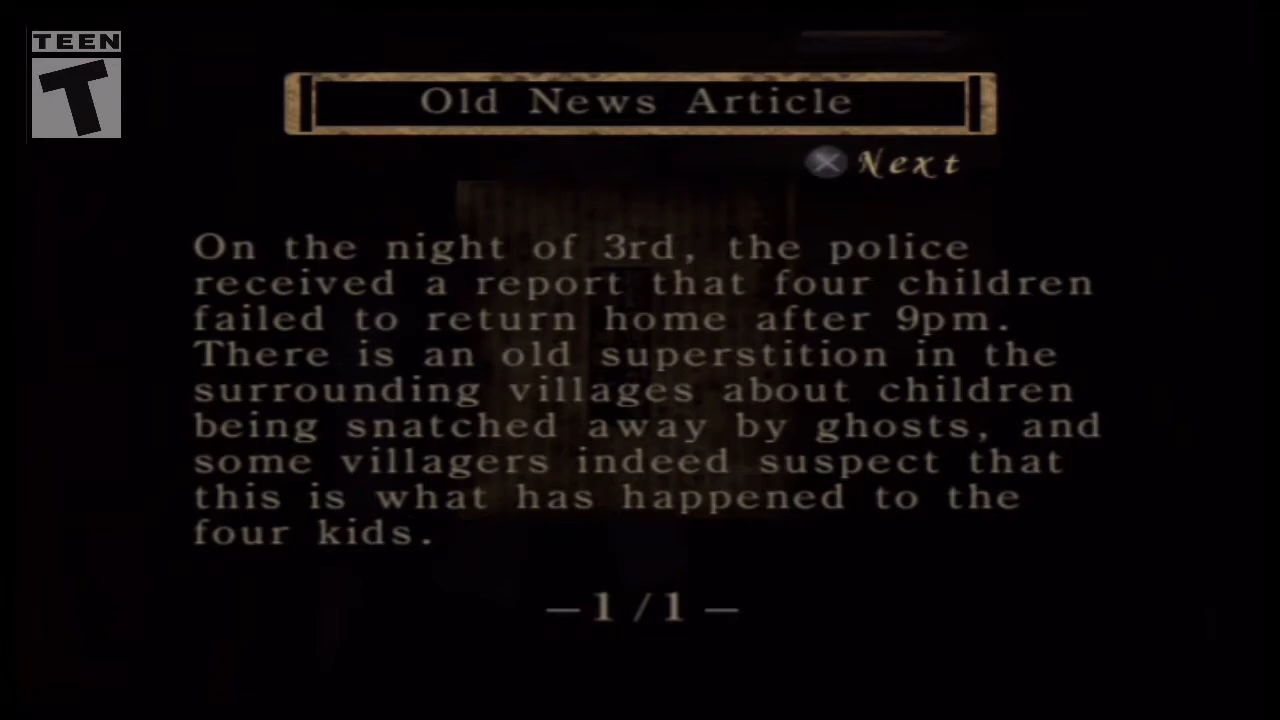 TEEN
T
Old News Article
Next
On the night of 3rd, the police
received a report that four children
failed to return home after 9pm.
There is an old superstition in the
surrounding villages about children
being snatched away by ghosts, and
some villagers indeed suspect that
this is what has happened to the
four kids.
—1/1—